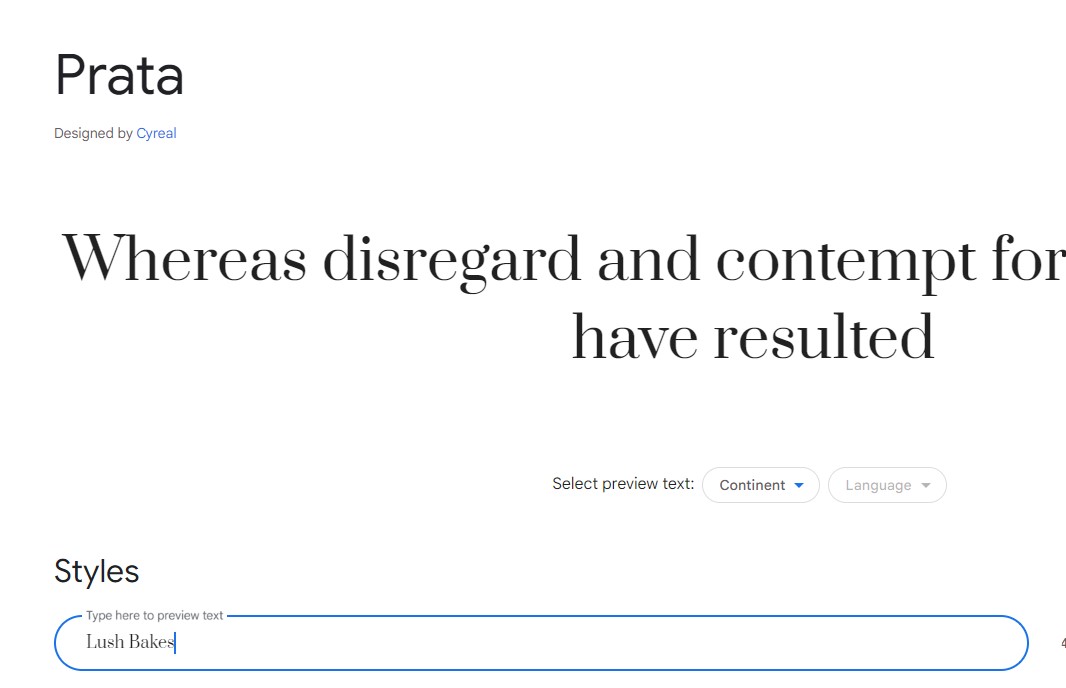 Prata
Designed by Cyreal
Whereas disregard and contempt for
have resulted
Select preview text: Continent Language
Styles
Type here to preview text
Lush Bakes